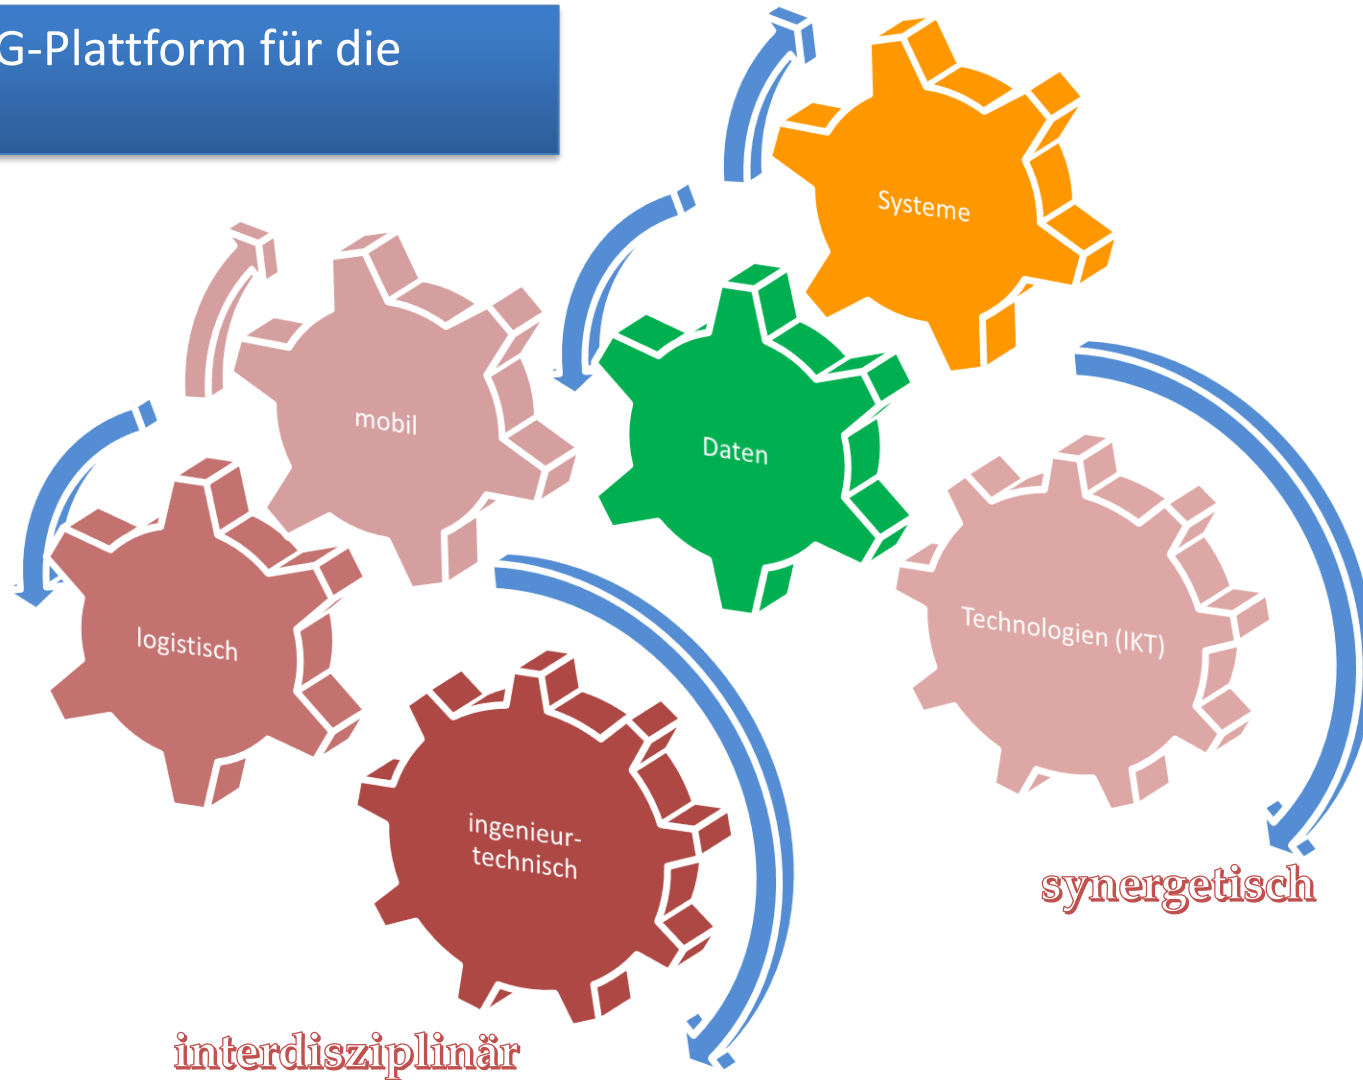 G-Plattform für die
Systeme
mobil
Daten
logistisch
Technologien (IKT)
ingenieur-
technisch
synergetisch
interdisziplinär